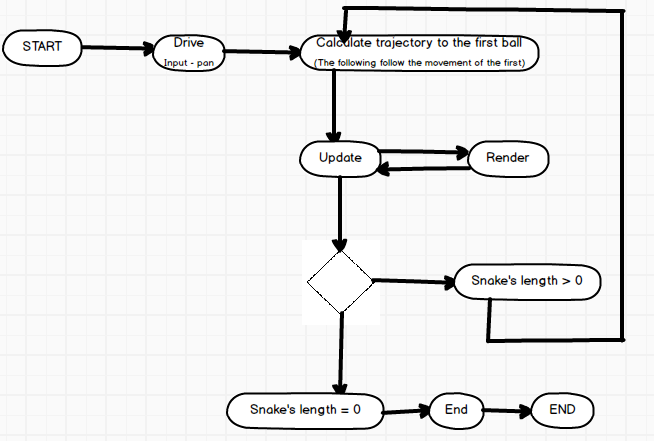 START
Drive
Input - pan
Calculate trajectory to the first ball
(The following follow the movement of the first)
Update
Render
Snake's length > 0
Snake's length = 0
End
END